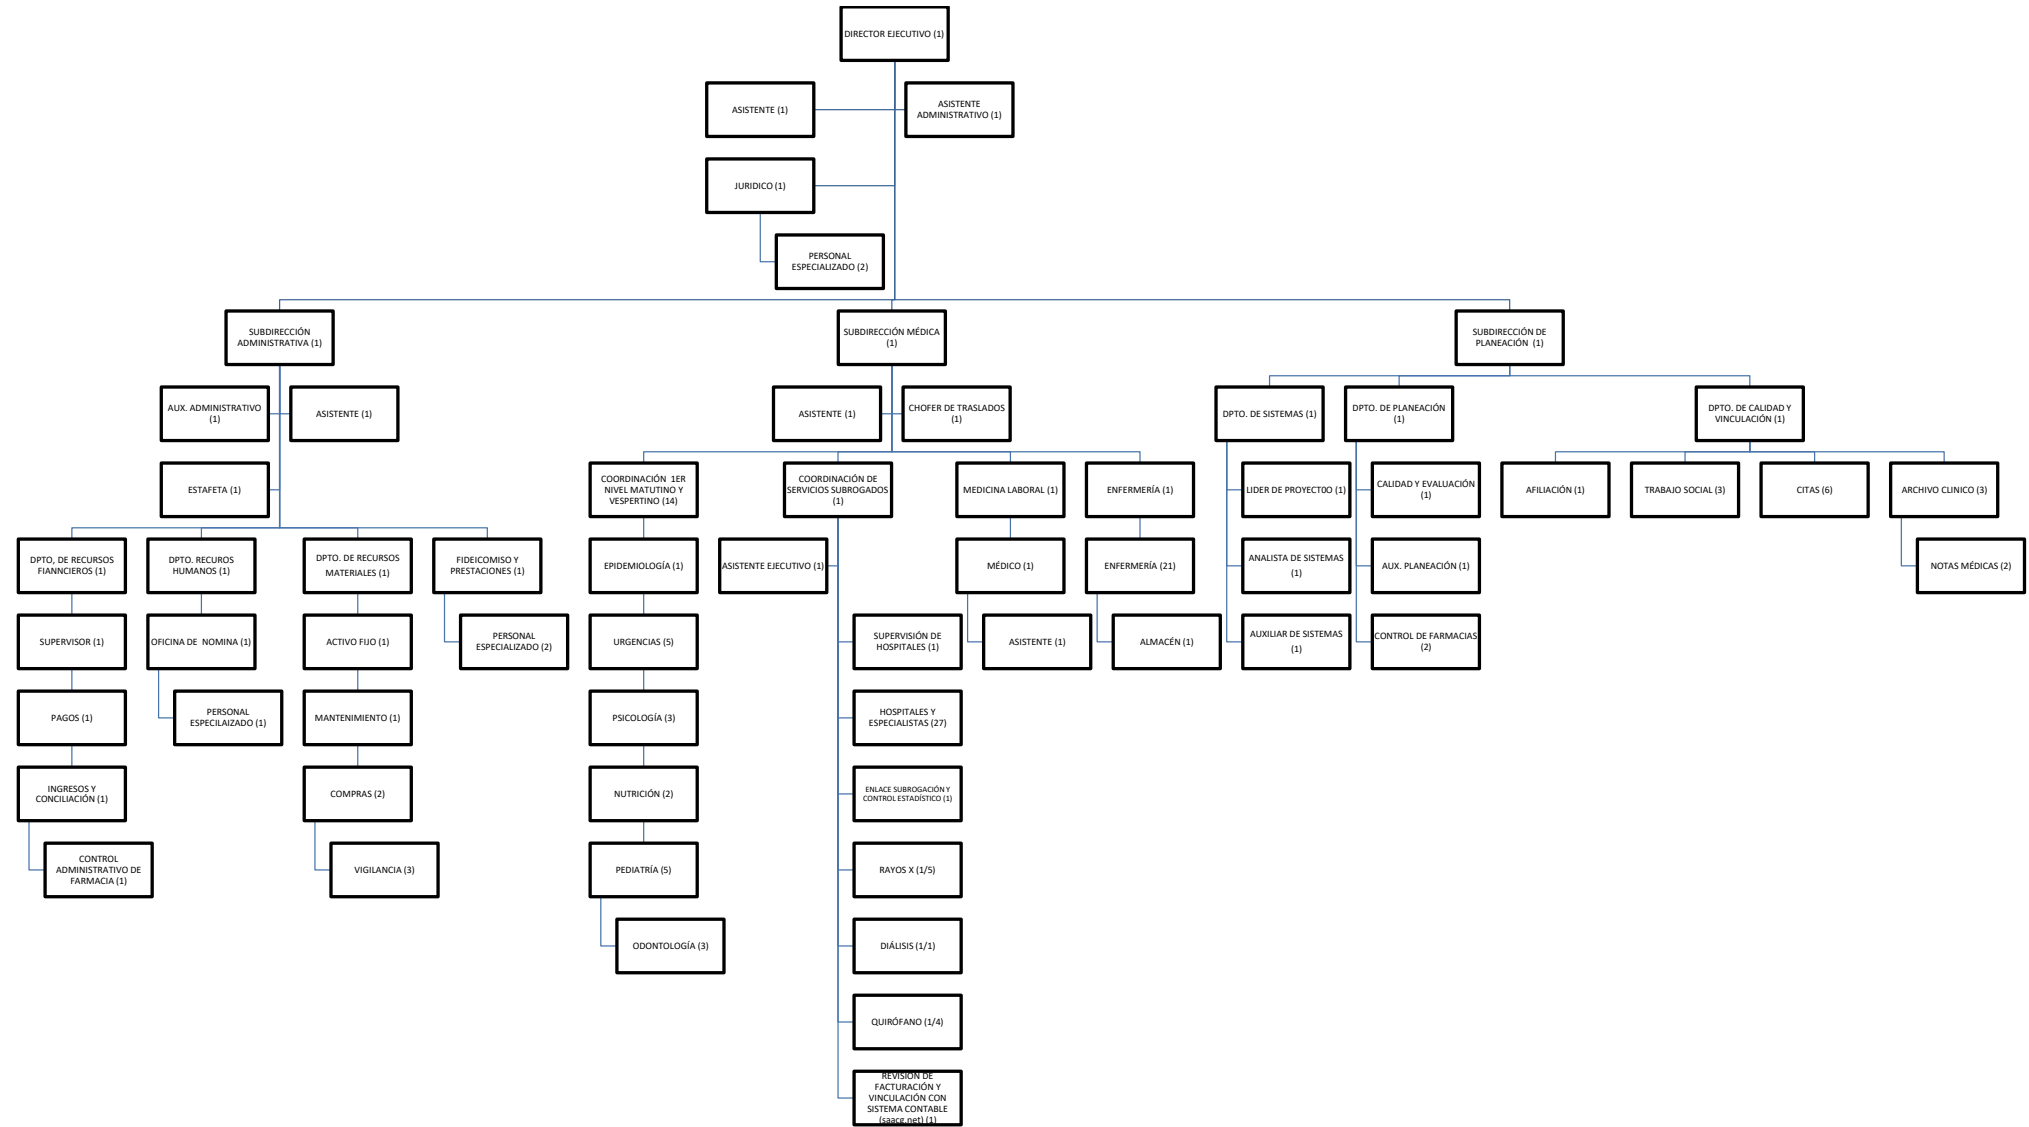 DIRECTOR EJECUTIVO (1)
ASISTENTE (1)
ASISTENTE
ADMINISTRATIVO (1)
JURIDICO (1)
PERSONAL
ESPECIALIZADO (2)
SUBDIRECCIÓN
ADMINISTRATIVA (1)
SUBDIRECCIÓN MÉDICA
(1)
SUBDIRECCIÓN DE
PLANEACIÓN (1)
AUX. ADMINISTRATIVO
(1)
ASISTENTE (1)
ASISTENTE (1)
CHOFER DE TRASLADOS
(1)
DPTO. DE SISTEMAS (1)
DPTO. DE PLANEACIÓN
(1)
DPTO. DE CALIDAD Y
VINCULACIÓN (1)
ESTAFETA (1)
COORDINACIÓN 1ER
NIVEL MATUTINO Y
VESPERTINO (14)
COORDINACIÓN DE
SERVICIOS SUBROGADOS
(1)
MEDICINA LABORAL (1)
ENFERMERÍA (1)
LIDER DE PROYECT0O (1)
CALIDAD Y EVALUACIÓN
(1)
AFILIACIÓN (1)
TRABAJO SOCIAL (3)
CITAS (6)
ARCHIVO CLINICO (3)
DPTO, DE RECURSOS
FIANNCIEROS (1)
DPTO. RECUROS
HUMANOS (1)
DPTO. DE RECURSOS
MATERIALES (1)
FIDEICOMISO Y
PRESTACIONES (1)
EPIDEMIOLOGÍA (1)
ASISTENTE EJECUTIVO (1)
MÉDICO (1)
ENFERMERÍA (21)
ANALISTA DE SISTEMAS
(1)
AUX. PLANEACIÓN (1)
NOTAS MÉDICAS (2)
SUPERVISOR (1)
OFICINA DE NOMINA (1)
ACTIVO FIJO (1)
PERSONAL
ESPECIALIZADO (2)
URGENCIAS (5)
SUPERVISIÓN DE
HOSPITALES (1)
ASISTENTE (1)
ALMACÉN (1)
AUXILIAR DE SISTEMAS
(1)
CONTROL DE FARMACIAS
(2)
PAGOS (1)
PERSONAL
ESPECILAIZADO (1)
MANTENIMIENTO (1)
PSICOLOGÍA (3)
HOSPITALES Y
ESPECIALISTAS (27)
INGRESOS Y
CONCILIACIÓN (1)
COMPRAS (2)
NUTRICIÓN (2)
ENLACE SUBROGACIÓN Y
CONTROL ESTADÍSTICO (1)
CONTROL
ADMINISTRATIVO DE
FARMACIA (1)
VIGILANCIA (3)
PEDIATRÍA (5)
RAYOS X (1/5)
ODONTOLOGÍA (3)
DIÁLISIS (1/1)
QUIRÓFANO (1/4)
REVISIÓN DE
FACTURACIÓN Y
VINCULACIÓN CON
SISTEMA CONTABLE
(saacg.net) (1)